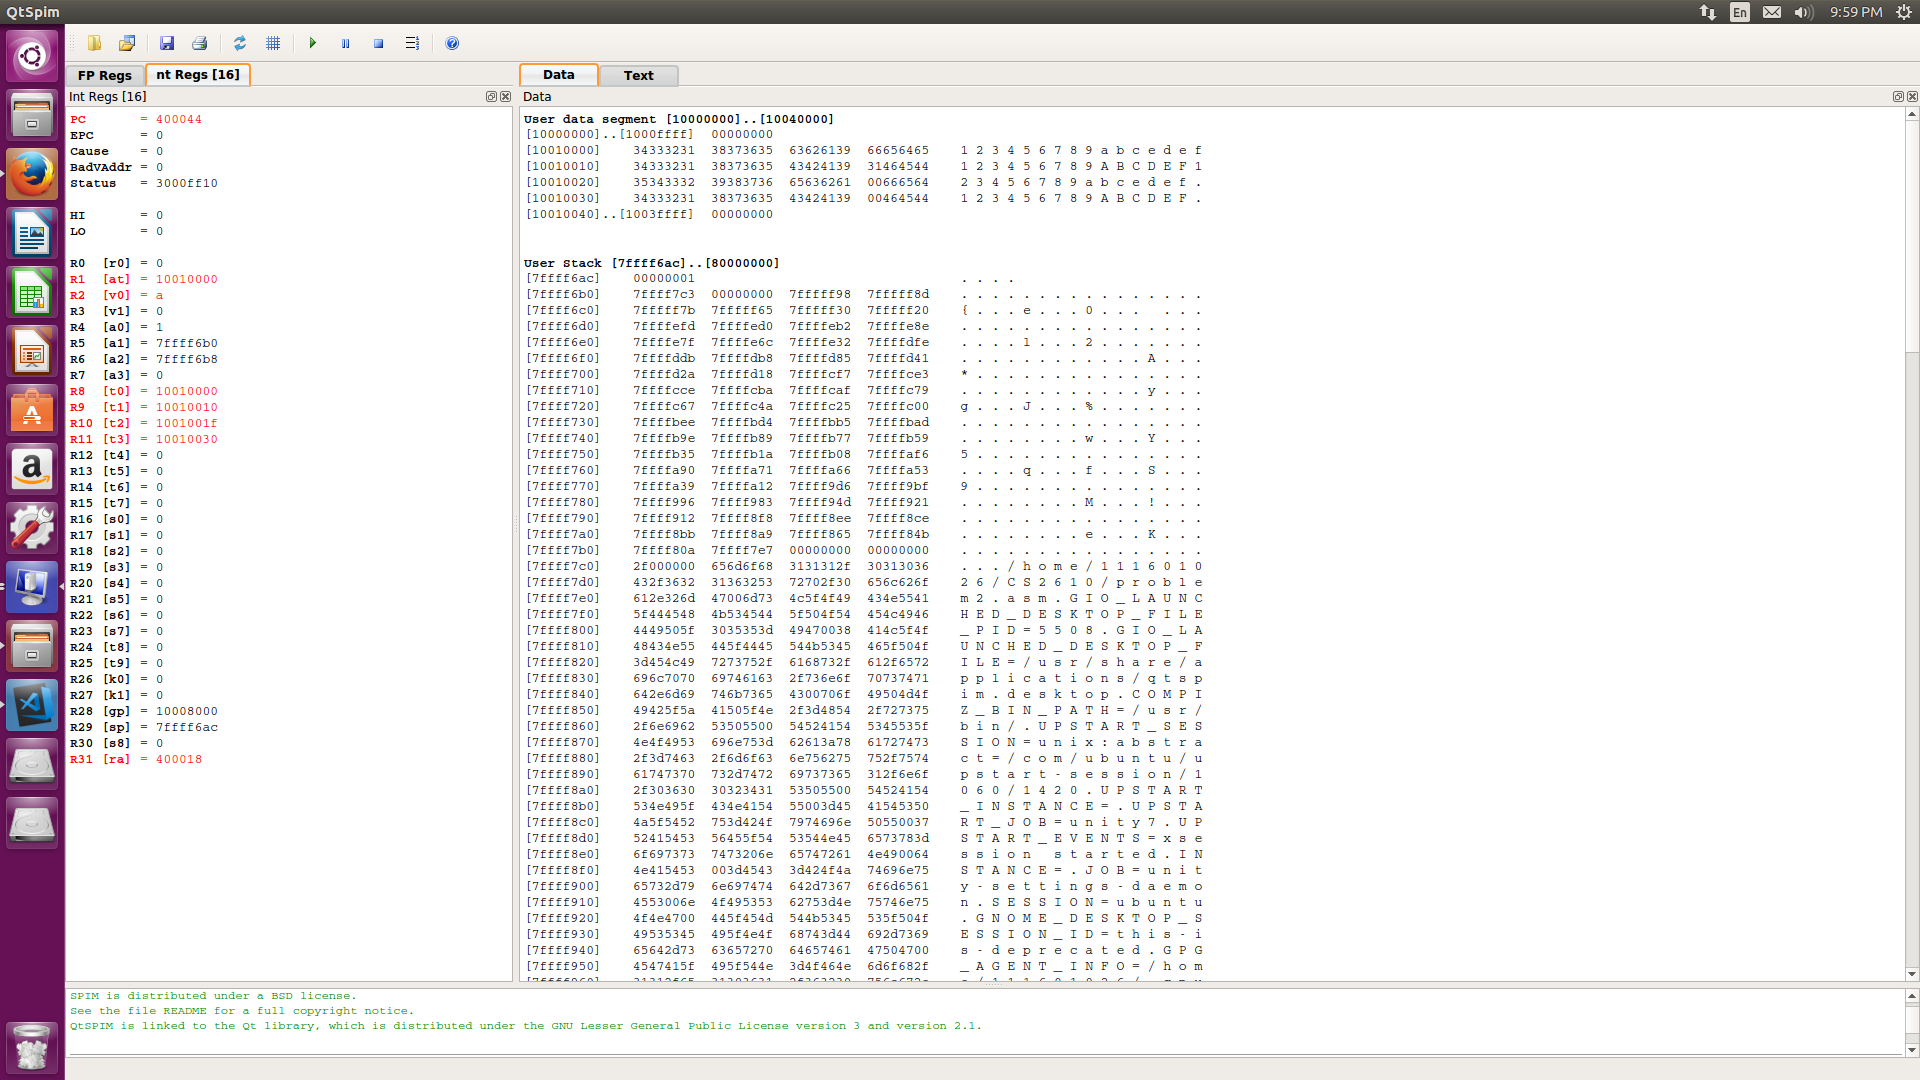 QtSpim
En
9:59 PM
FP Regs
nt Regs [16]
Int Regs [16]
PC = 400044
EPC = 0
Cause = 0
BadVAddr = 0
Status = 3000ff10
HI = 0
LO = 0
R0 [r0] = 0
R1 [at] = 10010000
R2 [v0] = a
R3 [v1] = 0
R4 [a0] = 1
R5 [a1] = 7ffff6b0
R6 [a2] = 7ffff6b8
R7 [a3] = 0
R8 [t0] = 10010000
R9 [t1] = 10010010
R10 [t2] = 1001001f
R11 [t3] = 10010030
R12 [t4] = 0
R13 [t5] = 0
R14 [t6] = 0
R15 [t7] = 0
R16 [s0] = 0
R17 [s1] = 0
R18 [s2] = 0
R19 [s3] = 0
R20 [s4] = 0
R21 [s5] = 0
R22 [s6] = 0
R23 [s7] = 0
R24 [t8] = 0
R25 [t9] = 0
R26 [k0] = 0
R27 [k1] = 0
R28 [gp] = 10008000
R29 [sp] = 7ffff6ac
R30 [s8] = 0
R31 [ra] = 400018
Data
Text
Data
User data segment [10000000]..[10040000]
[10000000]..[1000ffff] 00000000
[10010000] 34333231 38373635 63626139 66656465 1 2 3 4 5 6 7 8 9 a b c e d e f
[10010010] 34333231 38373635 43424139 31464544 1 2 3 4 5 6 7 8 9 A B C D E F 1
[10010020] 35343332 39383736 65636261 00666564 2 3 4 5 6 7 8 9 a b c e d e f .
[10010030] 34333231 38373635 43424139 00464544 1 2 3 4 5 6 7 8 9 A B C D E F .
[10010040]..[1003ffff] 00000000
User Stack [7ffff6ac]..[80000000]
[7ffff6ac] 00000001 . . . .
[7ffff6b0] 7ffff7c3 00000000 7fffff98 7fffff8d . . . . . . . . . . . . . . . .
[7ffff6c0] 7fffff7b 7fffff65 7fffff30 7fffff20 { . . . e . . . 0 . . . . . .
[7ffff6d0] 7ffffefd 7ffffed0 7ffffeb2 7ffffe8e . . . . . . . . . . . . . . . .
[7ffff6e0] 7ffffe7f 7ffffe6c 7ffffe32 7ffffdfe . . . . l . . . 2 . . . . . . .
[7ffff6f0] 7ffffddb 7ffffdb8 7ffffd85 7ffffd41 . . . . . . . . . . . . A . . .
[7ffff700] 7ffffd2a 7ffffd18 7ffffcf7 7ffffce3 * . . . . . . . . . . . . . . .
[7ffff710] 7ffffcce 7ffffcba 7ffffcaf 7ffffc79 . . . . . . . . . . . . y . . .
[7ffff720] 7ffffc67 7ffffc4a 7ffffc25 7ffffc00 g . . . J . . . % . . . . . . .
[7ffff730] 7ffffbee 7ffffbd4 7ffffbb5 7ffffbad . . . . . . . . . . . . . . . .
[7ffff740] 7ffffb9e 7ffffb89 7ffffb77 7ffffb59 . . . . . . . . w . . . Y . . .
[7ffff750] 7ffffb35 7ffffb1a 7ffffb08 7ffffaf6 5 . . . . . . . . . . . . . . .
[7ffff760] 7ffffa90 7ffffa71 7ffffa66 7ffffa53 . . . . q . . . f . . . S . . .
[7ffff770] 7ffffa39 7ffffa12 7ffff9d6 7ffff9bf 9 . . . . . . . . . . . . . . .
[7ffff780] 7ffff996 7ffff983 7ffff94d 7ffff921 . . . . . . . . M . . . ! . . .
[7ffff790] 7ffff912 7ffff8f8 7ffff8ee 7ffff8ce . . . . . . . . . . . . . . . .
[7ffff7a0] 7ffff8bb 7ffff8a9 7ffff865 7ffff84b . . . . . . . . e . . . K . . .
[7ffff7b0] 7ffff80a 7ffff7e7 00000000 00000000 . . . . . . . . . . . . . . . .
[7ffff7c0] 2f000000 656d6f68 3131312f 30313036 . . . / h o m e / 1 1 1 6 0 1 0
[7ffff7d0] 432f3632 31363253 72702f30 656c626f 2 6 / C S 2 6 1 0 / p r o b l e
[7ffff7e0] 612e326d 47006d73 4c5f4f49 434e5541 m 2 . a s m . G I O _ L A U N C
[7ffff7f0] 5f444548 4b534544 5f504f54 454c4946 H E D _ D E S K T O P _ F I L E
[7ffff800] 4449505f 3035353d 49470038 414c5f4f _ P I D = 5 5 0 8 . G I O _ L A
[7ffff810] 48434e55 445f4445 544b5345 465f504f U N C H E D _ D E S K T O P _ F
[7ffff820] 3d454c49 7273752f 6168732f 612f6572 I L E = / u s r / s h a r e / a
[7ffff830] 696c7070 69746163 2f736e6f 70737471 p p l i c a t i o n s / q t s p
[7ffff840] 642e6d69 746b7365 4300706f 49504d4f i m . d e s k t o p . C O M P I
[7ffff850] 49425f5a 41505f4e 2f3d4854 2f727375 Z _ B I N _ P A T H = / u s r /
[7ffff860] 2f6e6962 53505500 54524154 5345535f b i n / . U P S T A R T _ S E S
[7ffff870] 4e4f4953 696e753d 62613a78 61727473 S I O N = u n i x : a b s t r a
[7ffff880] 2f3d7463 2f6d6f63 6e756275 752f7574 c t = / c o m / u b u n t u / u
[7ffff890] 61747370 732d7472 69737365 312f6e6f p s t a r t - s e s s i o n / 1
[7ffff8a0] 2f303630 30323431 53505500 54524154 0 6 0 / 1 4 2 0 . U P S T A R T
[7ffff8b0] 534e495f 434e4154 55003d45 41545350 _ I N S T A N C E = . U P S T A
[7ffff8c0] 4a5f5452 753d424f 7974696e 50550037 R T _ J O B = u n i t y 7 . U P
[7ffff8d0] 52415453 56455f54 53544e45 6573783d S T A R T _ E V E N T S = x s e
[7ffff8e0] 6f697373 7473206e 65747261 4e490064 s s i o n s t a r t e d . I N
[7ffff8f0] 4e415453 003d4543 3d424f4a 74696e75 S T A N C E = . J O B = u n i t
[7ffff900] 65732d79 6e697474 642d7367 6f6d6561 y - s e t t i n g s - d a e m o
[7ffff910] 4553006e 4f495353 62753d4e 75746e75 n . S E S S I O N = u b u n t u
[7ffff920] 4f4e4700 445f454d 544b5345 535f504f . G N O M E _ D E S K T O P _ S
[7ffff930] 49535345 495f4e4f 68743d44 692d7369 E S S I O N _ I D = t h i s - i
[7ffff940] 65642d73 63657270 64657461 47504700 s - d e p r e c a t e d . G P G
[7ffff950] 4547415f 495f544e 3d4f464e 6d6f682f _ A G E N T _ I N F O = / h o m
SPIM is distributed under a BSD license.
See the file README for a full copyright notice.
QtSPIM is linked to the Qt library, which is distributed under the GNU Lesser General Public License version 3 and version 2.1.